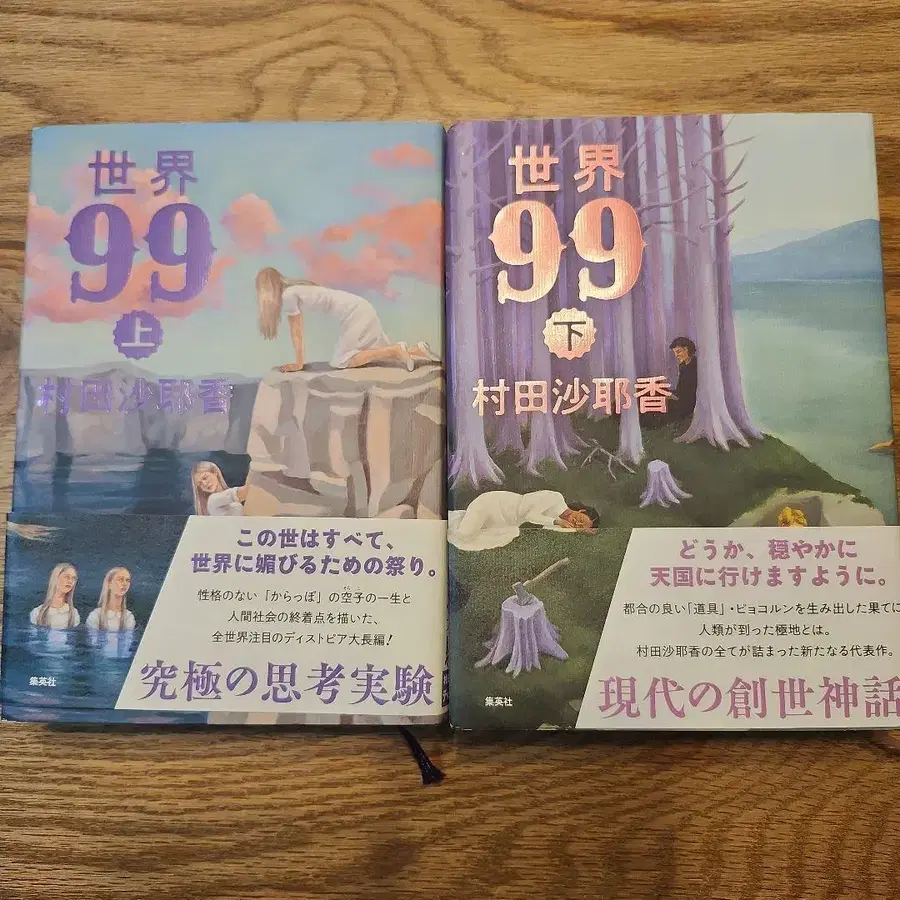 世界
99
上
村田沙耶香
この世はすべて、
世界に媚びるための祭り。
性格のない「からっぽ」の空子の一生と
人間社会の終着点を描いた、
全世界注目のディストピア大長編！
究極の思考実験
集英社
世界
99
下
村田沙耶香
どうか、穏やかに
天国に行けますように。
都合の良い「道具」・ピョコルンを生み出した果てに
人類が到った極地とは。
村田沙耶香の全てが詰まった新たなる代表作。
現代の創世神話
集英社